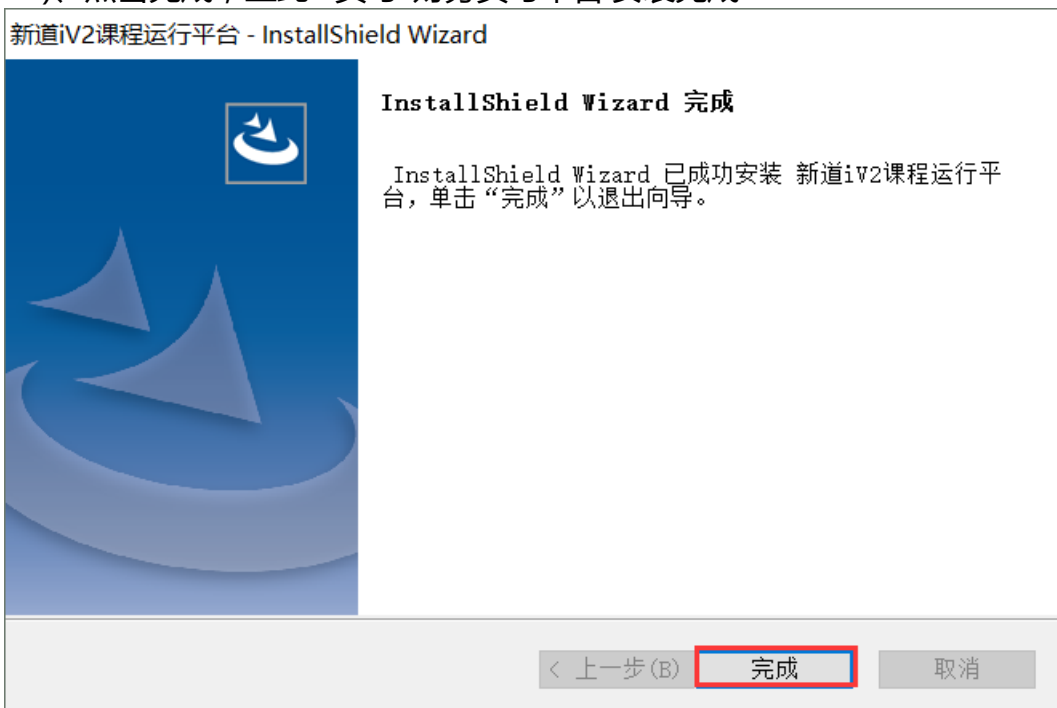 新道iV2课程运行平台 - InstallShield Wizard
InstallShield Wizard 完成
InstallShield Wizard 已成功安装 新道iV2课程运行平
台，单击“完成”以退出向导。
< 上一步(B)
完成
取消